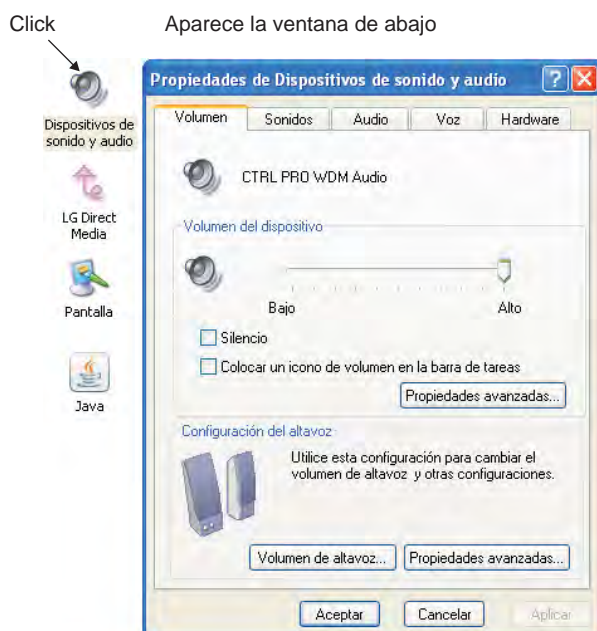 Click
Aparece la ventana de abajo
Dispositivos de
sonido y audio
LG Direct
Media
Pantalla
Java
Propiedades de Dispositivos de sonido y audio
Volumen
Sonidos
Audio
Voz
Hardware
CTRL PRO WDM Audio
Volumen del dispositivo
Bajo
Alto
Silencio
Colocar un icono de volumen en la barra de tareas
Propiedades avanzadas...
Configuración del altavoz
Utilice esta configuración para cambiar el
volumen de altavoz y otras configuraciones.
Volumen de altavoz...
Propiedades avanzadas...
Aceptar
Cancelar
Aplicar